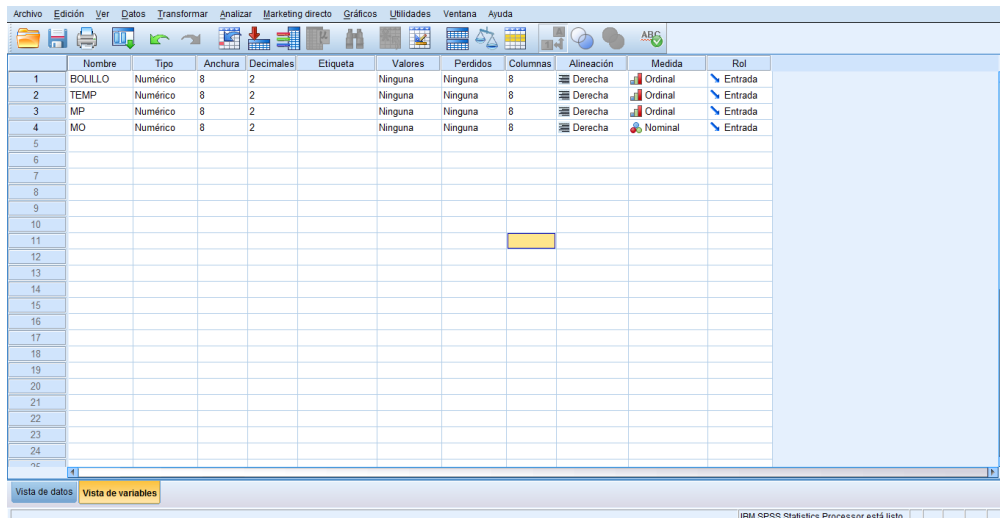 Archivo Edición Ver Datos Transformar Analizar Marketing directo Gráficos Utilidades Ventana Ayuda
A
1 4
ABC
Nombre Tipo Anchura Decimales Etiqueta Valores Perdidos Columnas Alineación Medida Rol
1 BOLILLO Numérico 8 2 Ninguna Ninguna 8 Derecha Ordinal Entrada
2 TEMP Numérico 8 2 Ninguna Ninguna 8 Derecha Ordinal Entrada
3 MP Numérico 8 2 Ninguna Ninguna 8 Derecha Ordinal Entrada
4 MO Numérico 8 2 Ninguna Ninguna 8 Derecha Nominal Entrada
5
6
7
8
9
10
11
12
13
14
15
16
17
18
19
20
21
22
23
24
25
Vista de datos Vista de variables
IBM SPSS Statistics Processor está listo